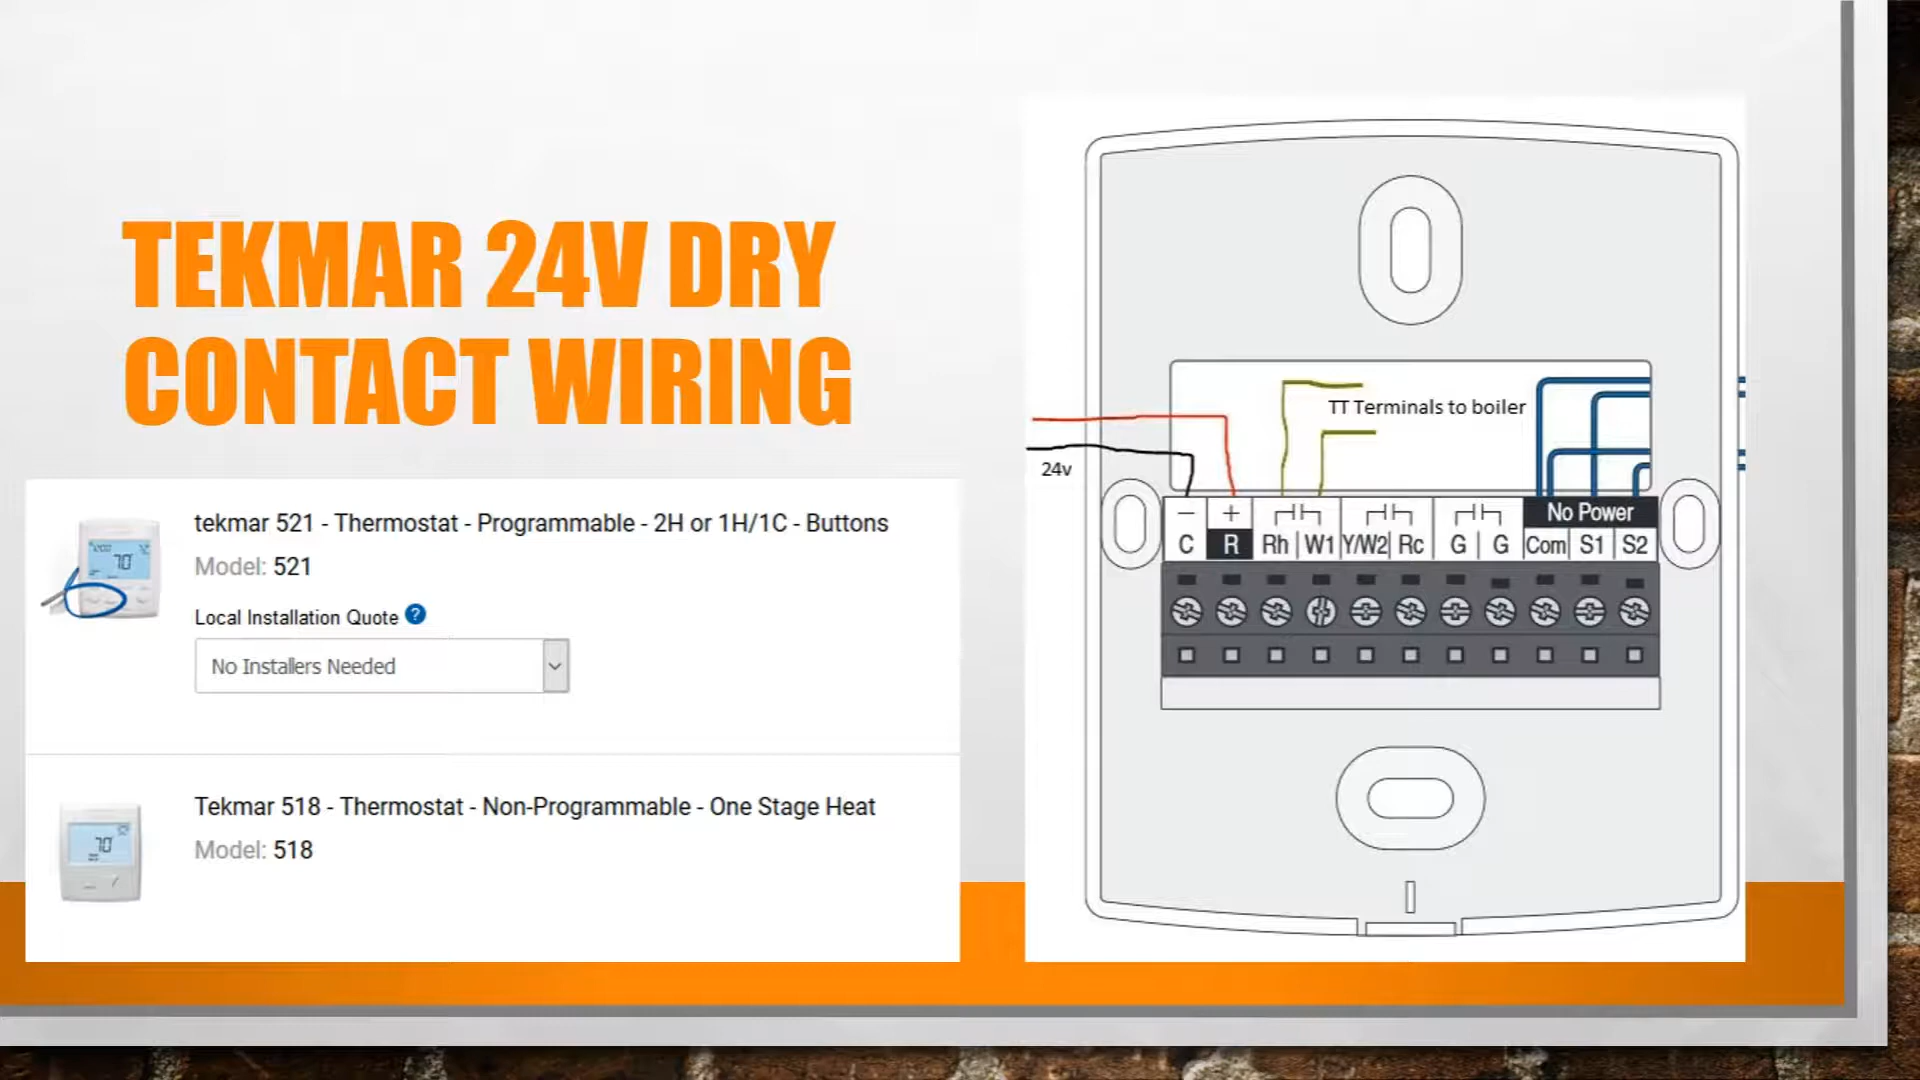 TEKMAR 24V DRY
CONTACT WIRING
tekmar 521 - Thermostat - Programmable - 2H or 1H/1C - Buttons
Model: 521
Local Installation Quote ?
No Installers Needed
Tekmar 518 - Thermostat - Non-Programmable - One Stage Heat
Model: 518
TT Terminals to boiler
24v
No Power
C R Rh W1 Y/W2 Rc G G Com S1 S2
70
70